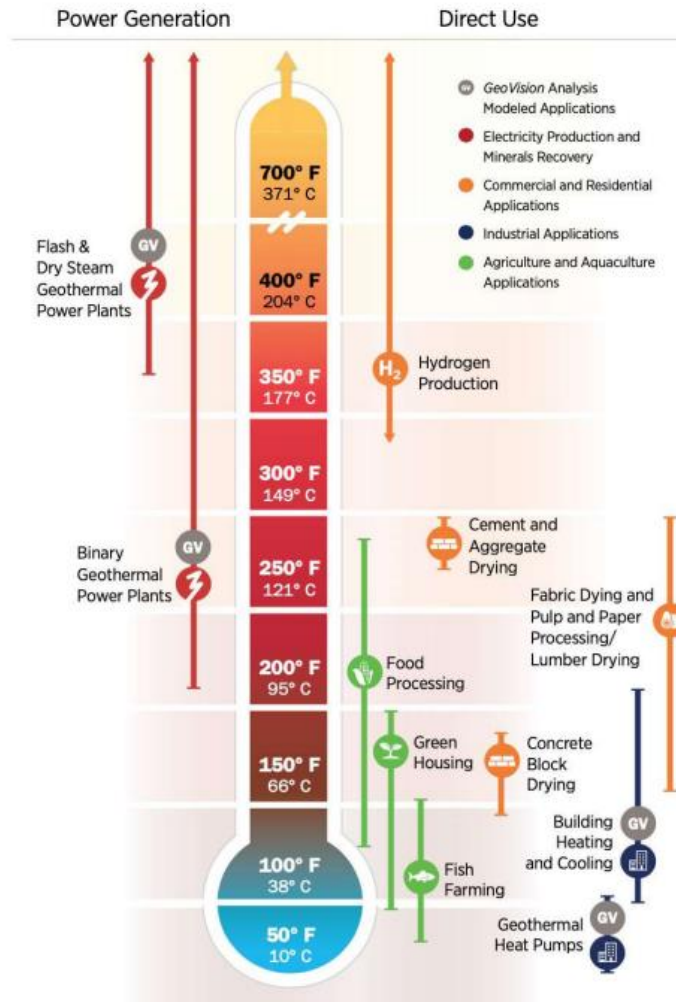 Power Generation
Direct Use
GV
GeoVision Analysis
Modeled Applications
Electricity Production and
Minerals Recovery
Commercial and Residential
Applications
Industrial Applications
Agriculture and Aquaculture
Applications
700° F
371° C
GV
Flash &
Dry Steam
Geothermal
Power Plants
400° F
204° C
350° F
177° C
H2
Hydrogen
Production
300° F
149° C
GV
Binary
Geothermal
Power Plants
250° F
121° C
Cement and
Aggregate
Drying
Fabric Dying and
Pulp and Paper
Processing/
Lumber Drying
200° F
95° C
Food
Processing
150° F
66° C
Green
Housing
Concrete
Block
Drying
Building
Heating
and Cooling
GV
100° F
38° C
Fish
Farming
50° F
10° C
Geothermal
Heat Pumps
GV